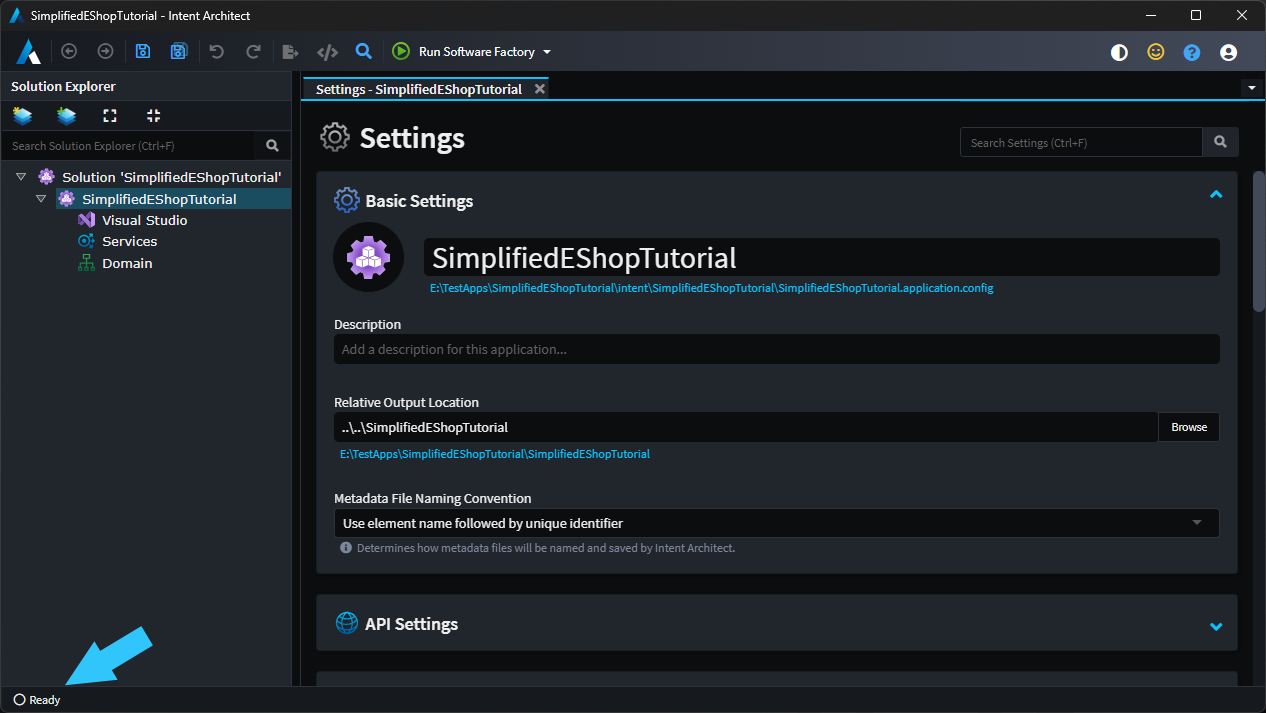 SimplifiedEShopTutorial - Intent Architect
Run Software Factory
Solution Explorer
Search Solution Explorer (Ctrl+F)
Solution 'SimplifiedEShopTutorial'
SimplifiedEShopTutorial
Visual Studio
Services
Domain
Settings - SimplifiedEShopTutorial
Settings
Search Settings (Ctrl+F)
Basic Settings
SimplifiedEShopTutorial
E:\TestApps\SimplifiedEShopTutorial\intent\SimplifiedEShopTutorial\SimplifiedEShopTutorial.application.config
Description
Add a description for this application...
Relative Output Location
..\..\SimplifiedEShopTutorial
Browse
E:\TestApps\SimplifiedEShopTutorial\SimplifiedEShopTutorial
Metadata File Naming Convention
Use element name followed by unique identifier
Determines how metadata files will be named and saved by Intent Architect.
API Settings
Ready